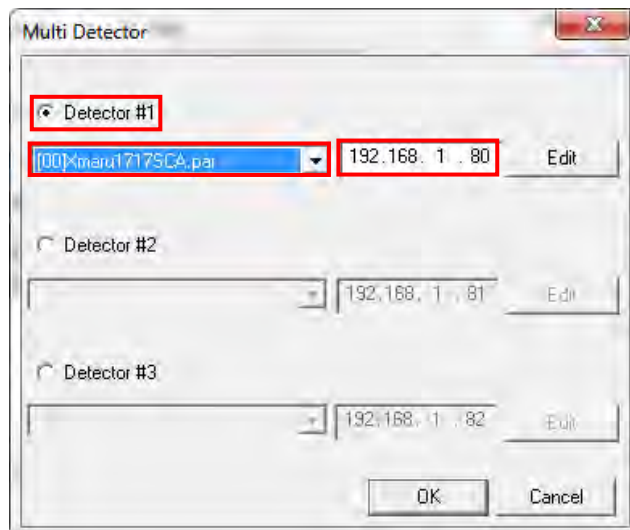 Multi Detector
Detector #1
[00]Xmaru1717SCA.par
192.168. 1 . 80
Edit
Detector #2
192.168. 1 . 81
Edit
Detector #3
192.168. 1 . 82
Edit
OK
Cancel